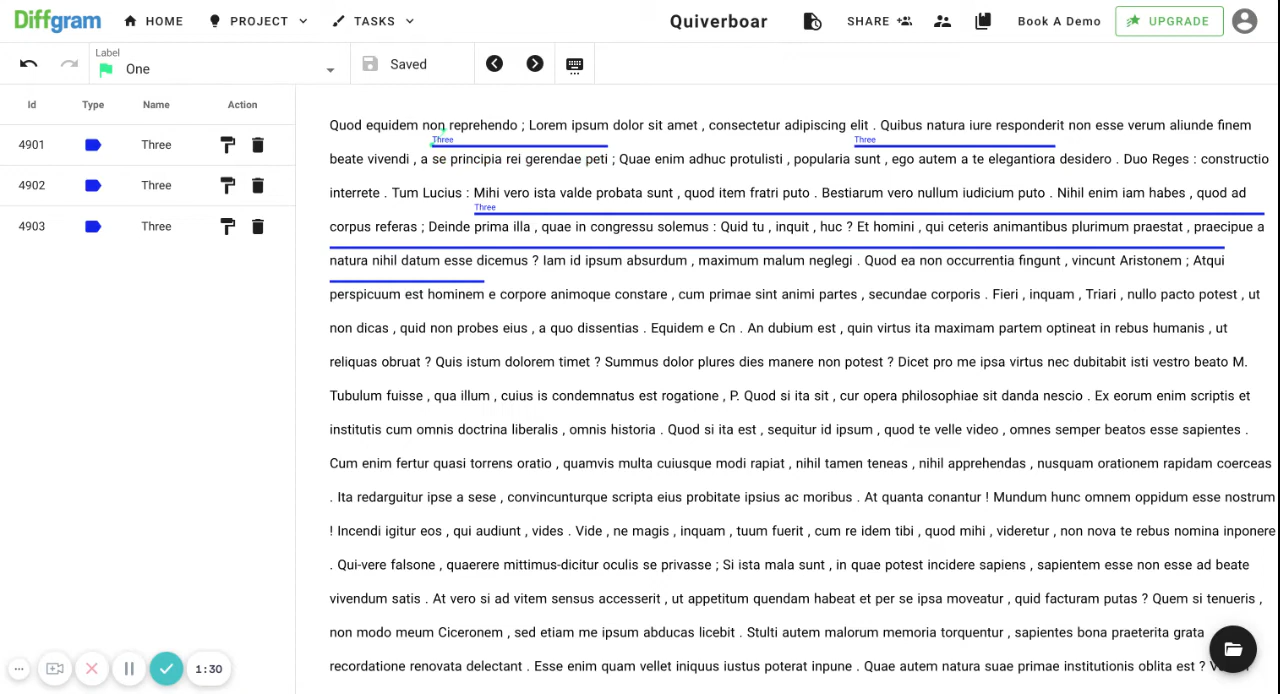 Diffgram HOME PROJECT TASKS Quiverboar SHARE Book A Demo UPGRADE
Label
One Saved
Id Type Name Action
4901 Three
4902 Three
4903 Three
Quod equidem non reprehendo ; Lorem ipsum dolor sit amet , consectetur adipiscing elit . Quibus natura iure responderit non esse verum aliunde finem
Three Three
beate vivendi , a se principia rei gerendae peti ; Quae enim adhuc protulisti , popularia sunt , ego autem a te elegantiora desidero . Duo Reges : constructio
interrete . Tum Lucius : Mihi vero ista valde probata sunt , quod item fratri puto . Bestiarum vero nullum iudicium puto . Nihil enim iam habes , quod ad
Three
corpus referas ; Deinde prima illa , quae in congressu solemus : Quid tu , inquit , huc ? Et homini , qui ceteris animantibus plurimum praestat , praecipue a
natura nihil datum esse dicemus ? Iam id ipsum absurdum , maximum malum neglegi . Quod ea non occurrentia fingunt , vincunt Aristonem ; Atqui
perspicuum est hominem e corpore animoque constare , cum primae sint animi partes , secundae corporis . Fieri , inquam , Triari , nullo pacto potest , ut
non dicas , quid non probes eius , a quo dissentias . Equidem e Cn . An dubium est , quin virtus ita maximam partem optineat in rebus humanis , ut
reliquas obruat ? Quis istum dolorem timet ? Summus dolor plures dies manere non potest ? Dicet pro me ipsa virtus nec dubitabit isti vestro beato M.
Tubulum fuisse , qua illum , cuius is condemnatus est rogatione , P. Quod si ita sit , cur opera philosophiae sit danda nescio . Ex eorum enim scriptis et
institutis cum omnis doctrina liberalis , omnis historia . Quod si ita est , sequitur id ipsum , quod te velle video , omnes semper beatos esse sapientes .
Cum enim fertur quasi torrens oratio , quamvis multa cuiusque modi rapiat , nihil tamen teneas , nihil apprehendas , nusquam orationem rapidam coerceas
. Ita redarguitur ipse a sese , convincunturque scripta eius probitate ipsius ac moribus . At quanta conantur ! Mundum hunc omnem oppidum esse nostrum
! Incendi igitur eos , qui audiunt , vides . Vide , ne magis , inquam , tuum fuerit , cum re idem tibi , quod mihi , videretur , non nova te rebus nomina inponere
. Qui-vere falsone , quaerere mittimus-dicitur oculis se privasse ; Si ista mala sunt , in quae potest incidere sapiens , sapientem esse non esse ad beate
vivendum satis . At vero si ad vitem sensus accesserit , ut appetitum quendam habeat et per se ipsa moveatur , quid facturam putas ? Quem si tenueris ,
non modo meum Ciceronem , sed etiam me ipsum abducas licebit . Stulti autem malorum memoria torquentur , sapientes bona praeterita grata
recordatione renovata delectant . Esse enim quam vellet iniquus iustus poterat inpune . Quae autem natura suae primae institutionis oblita est ?
1:30